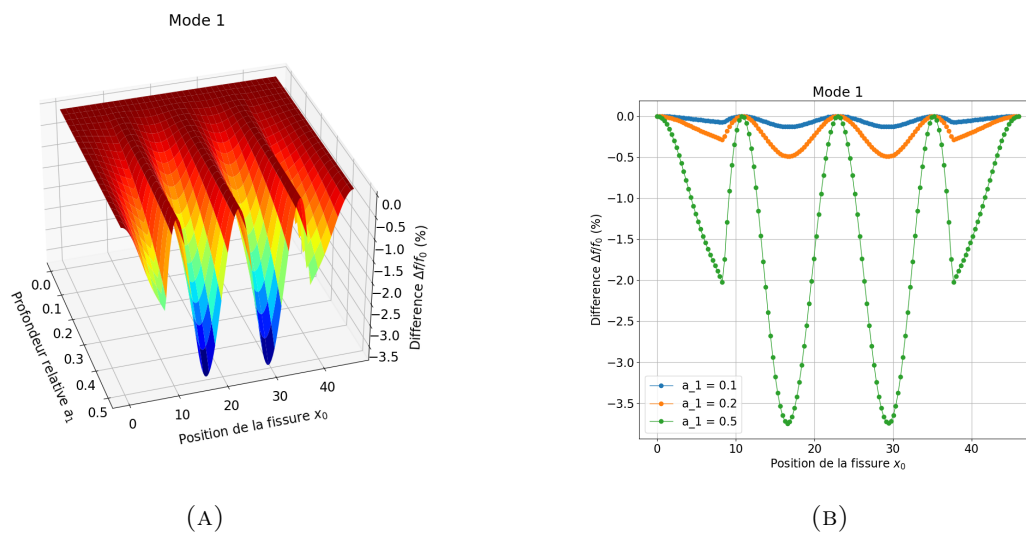 Mode 1
0.0
−0.5
−1.0
−1.5
−2.0
−2.5
−3.0
−3.5
Difference Δf/f₀ (%)
0.0
0.1
0.2
0.3
0.4
0.5
Profondeur relative a₁
0
10
20
30
40
Position de la fissure x₀
(A)
Mode 1
0.0
−0.5
−1.0
−1.5
−2.0
−2.5
−3.0
−3.5
Difference Δf/f₀ (%)
a_1 = 0.1
a_1 = 0.2
a_1 = 0.5
0
10
20
30
40
Position de la fissure x₀
(B)